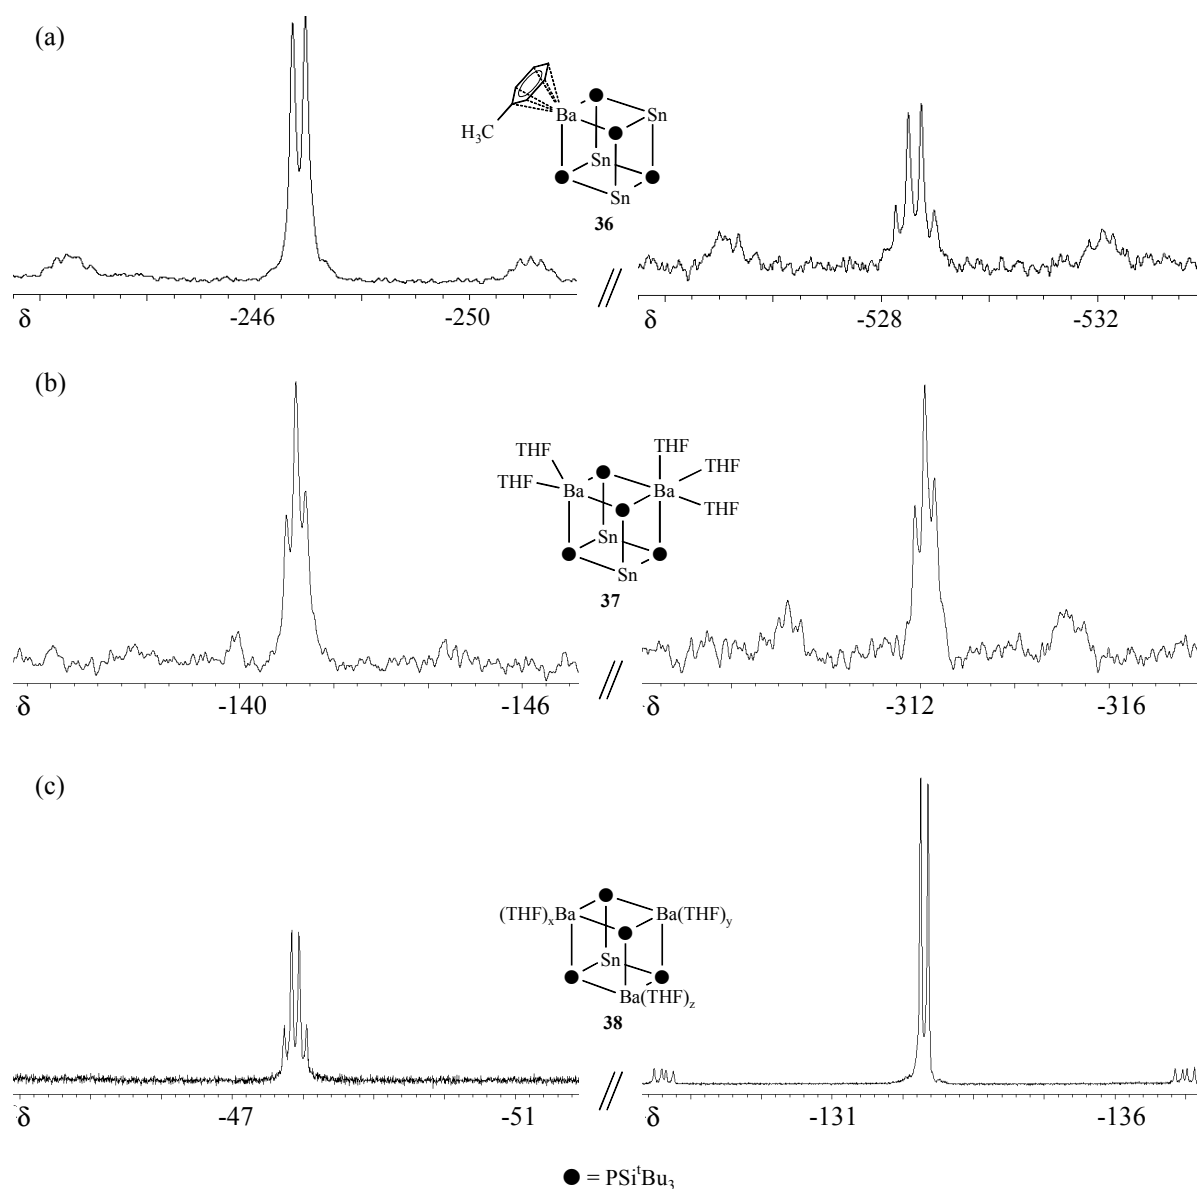 (a)
H₃C
Ba
Sn
Sn
Sn
36
δ
-246
-250
δ
-528
-532
(b)
THF
THF
THF
THF
THF
Ba
Ba
Sn
Sn
37
δ
-140
-146
δ
-312
-316
(c)
(THF)ₓBa
Ba(THF)ᵧ
Sn
Ba(THF)z
38
δ
-47
-51
δ
-131
-136
= PSiᵗBu₃